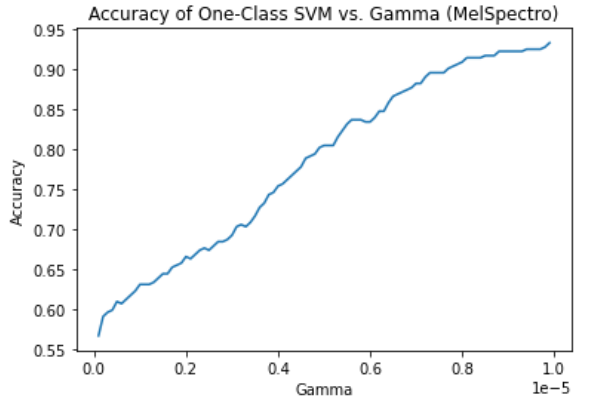 Accuracy of One-Class SVM vs. Gamma (MelSpectro)
0.95
0.90
0.85
0.80
0.75
0.70
0.65
0.60
0.55
Accuracy
0.0 0.2 0.4 0.6 0.8 1.0
1e−5
Gamma